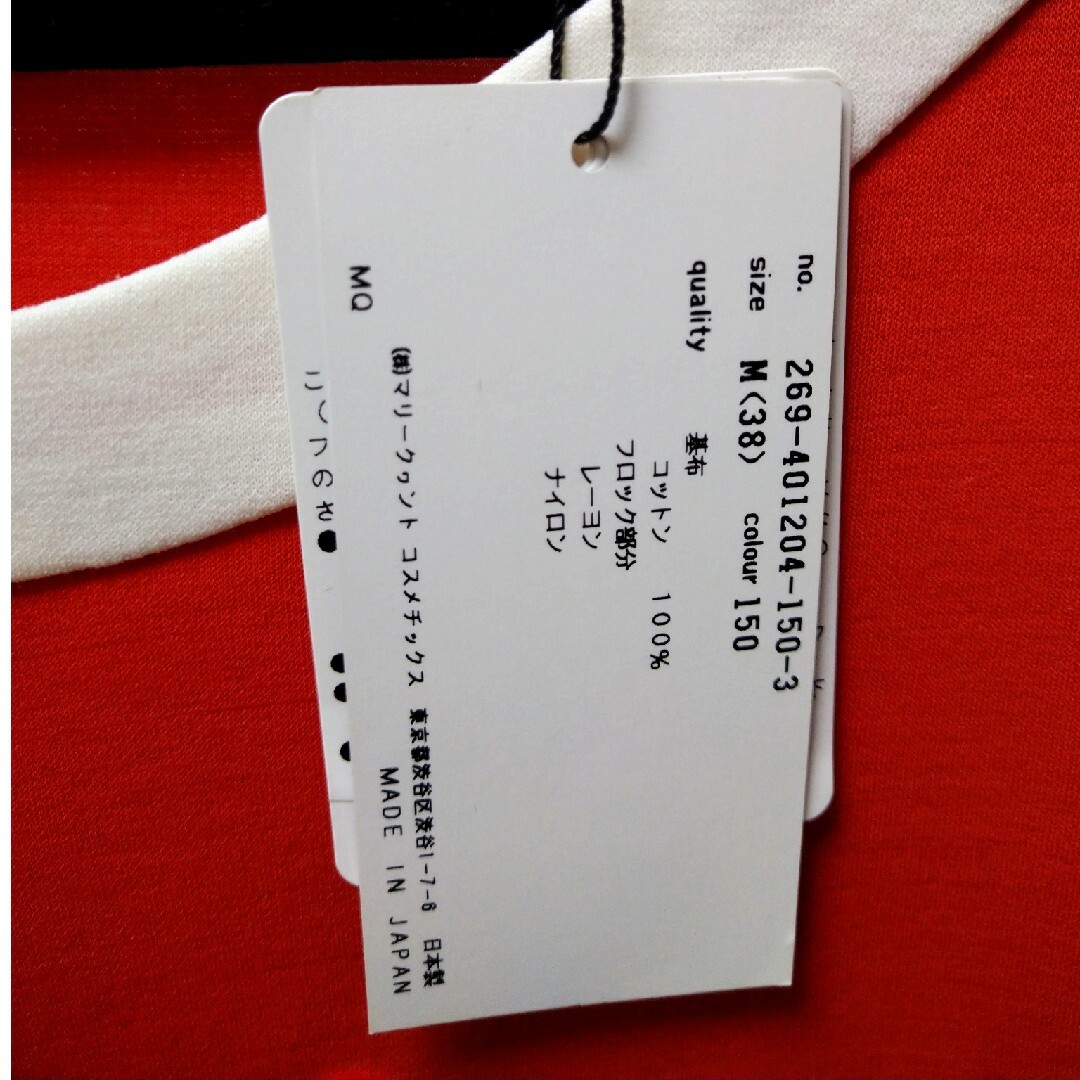 no. 269-401204-150-3
size M(38) colour 150
quality 基布
コットン 100%
フロック部分
レーヨン
ナイロン
(株)マリークヮント コスメチックス 東京都渋谷区渋谷1-7-6 日本製
MQ MADE IN JAPAN